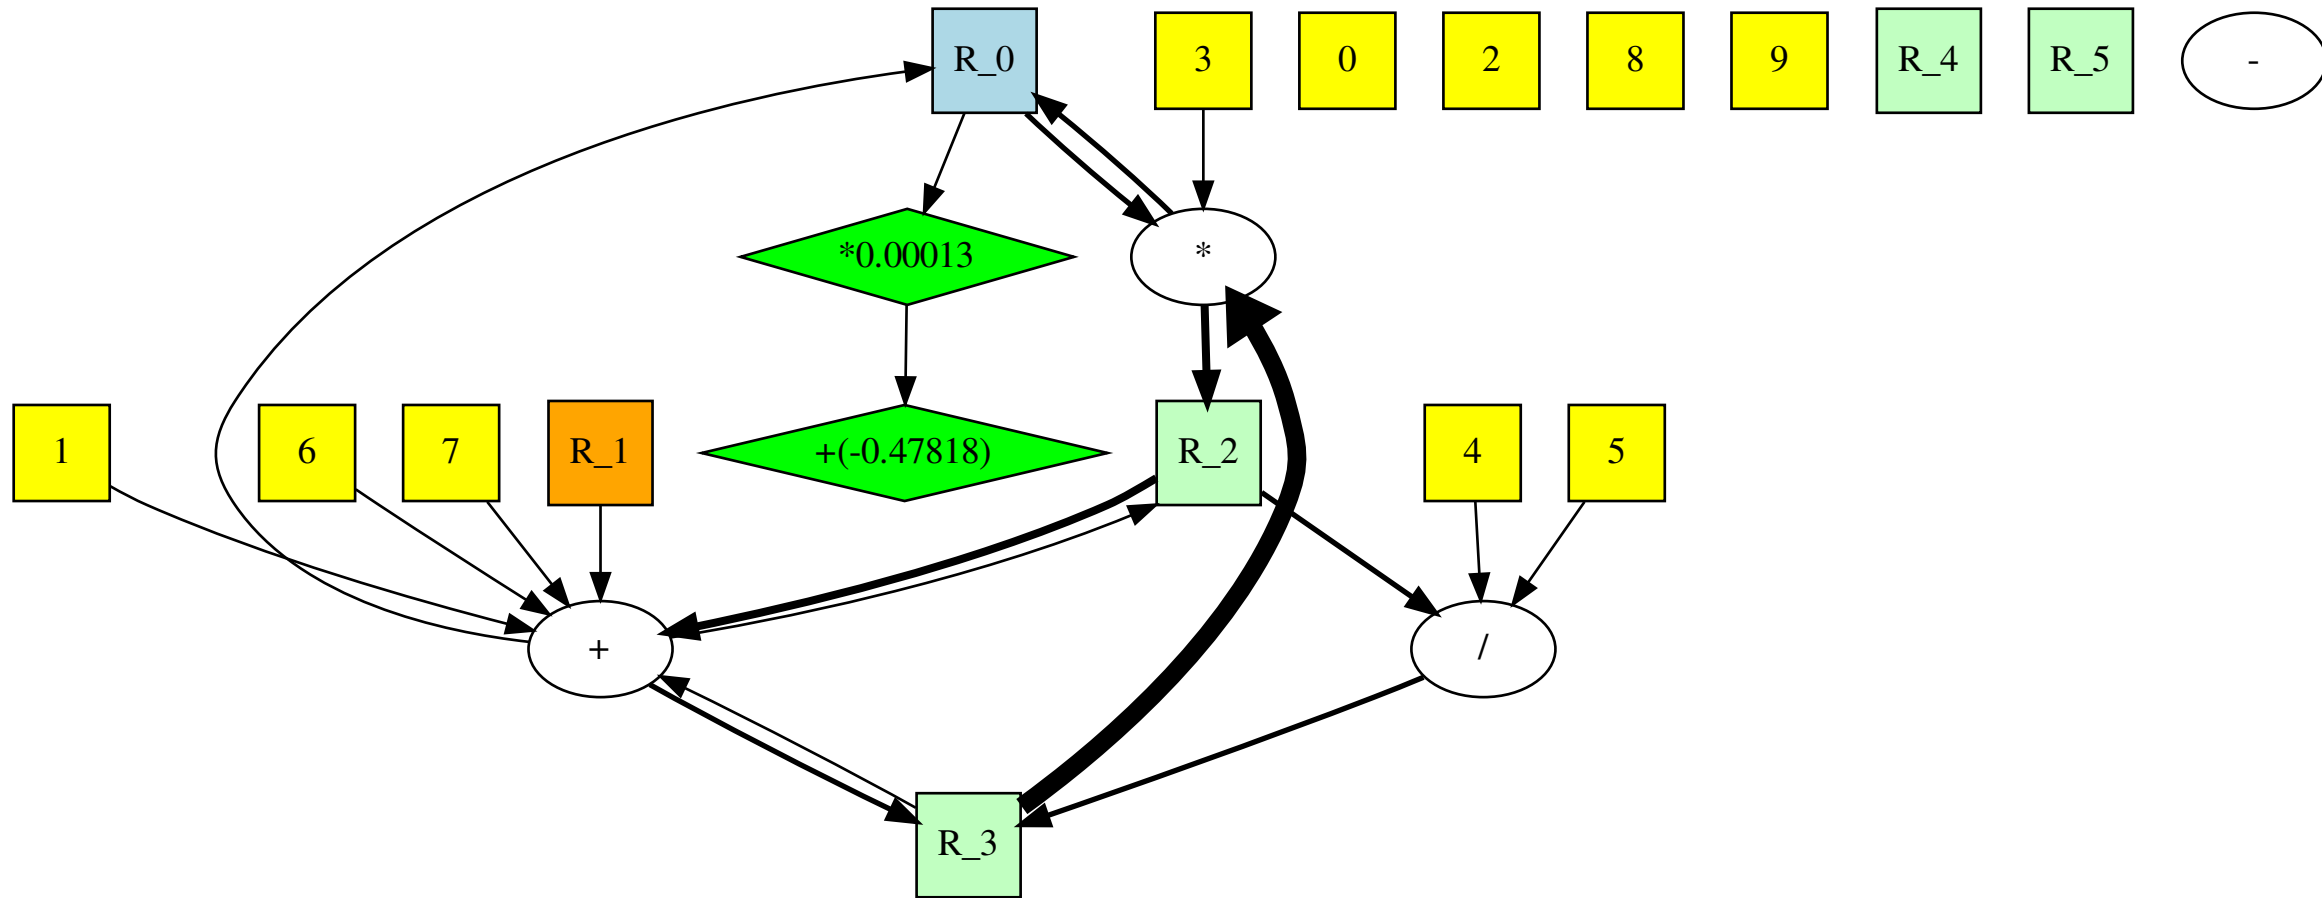 R_0
3
0
2
8
9
R_4
R_5
-
*0.00013
*
1
6
7
R_1
+(-0.47818)
R_2
4
5
+
/
R_3